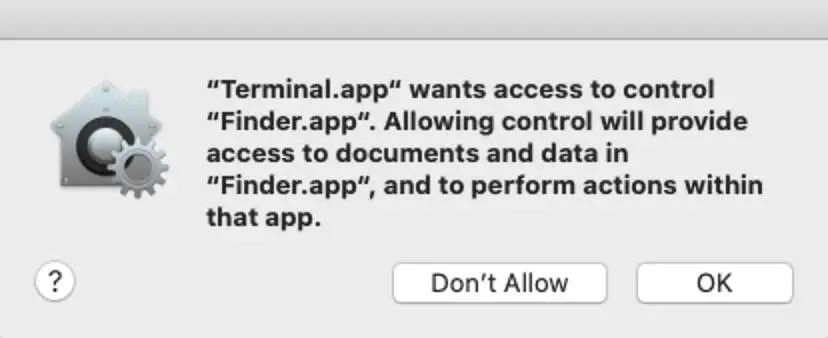 “Terminal.app“ wants access to control
“Finder.app“. Allowing control will provide
access to documents and data in
“Finder.app“, and to perform actions within
that app.
?
Don’t Allow
OK